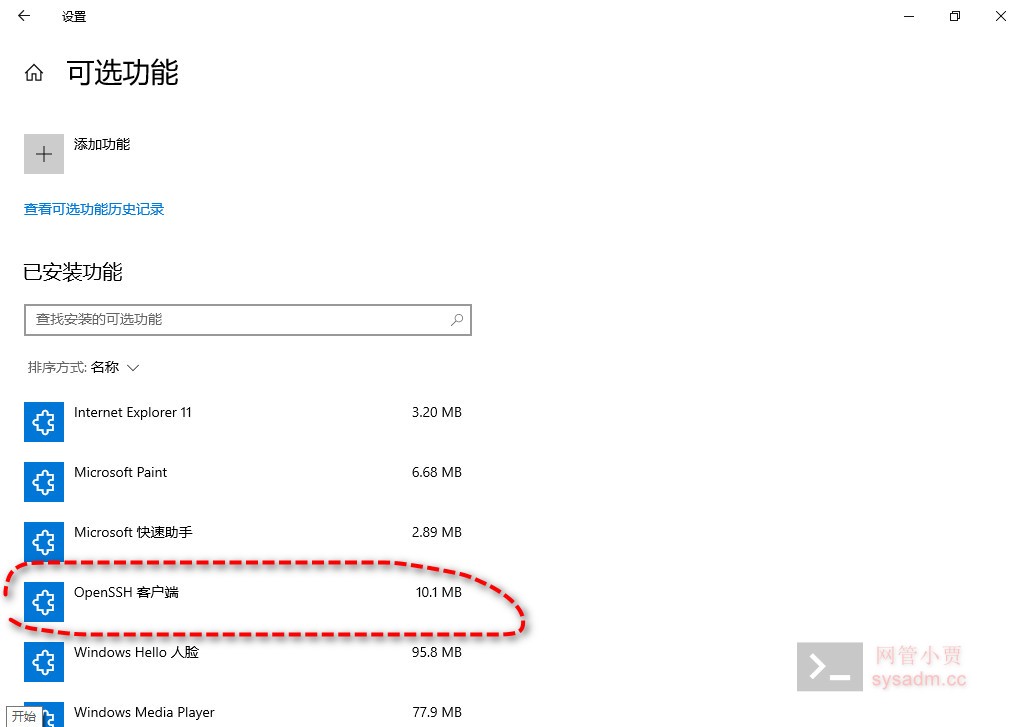 设置
可选功能
添加功能
查看可选功能历史记录
已安装功能
查找安装的可选功能
排序方式: 名称
Internet Explorer 11 3.20 MB
Microsoft Paint 6.68 MB
Microsoft 快速助手 2.89 MB
OpenSSH 客户端 10.1 MB
Windows Hello 人脸 95.8 MB
网管小贾
sysadm.cc
Windows Media Player 77.9 MB
开始